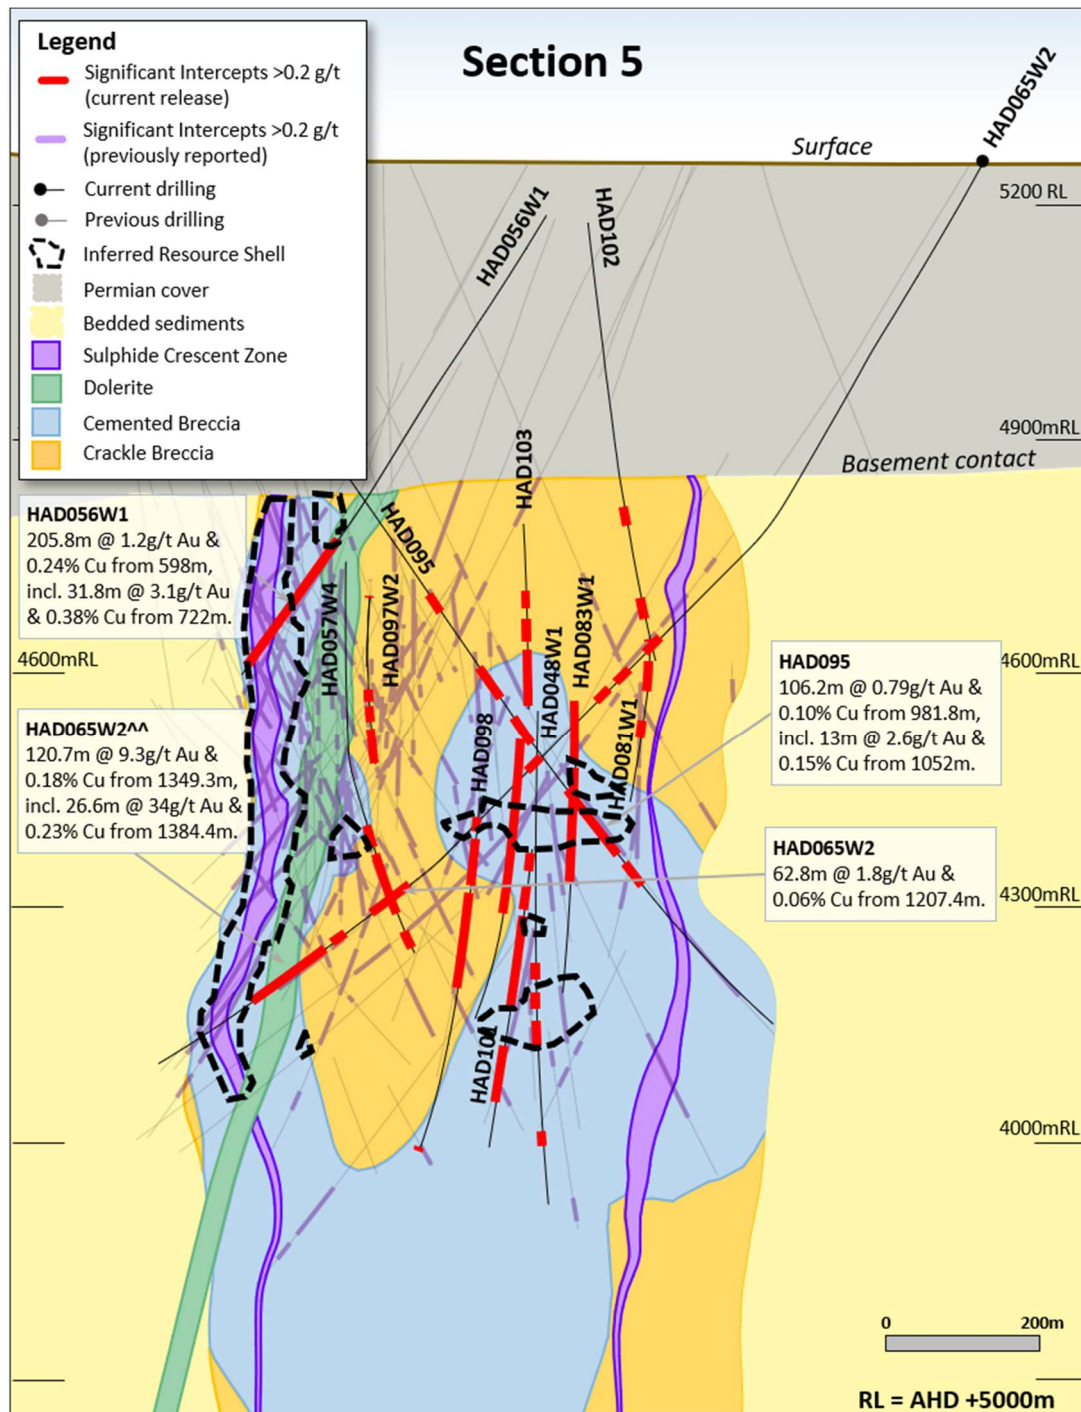 Section 5
Legend
Significant Intercepts >0.2 g/t
(current release)
Significant Intercepts >0.2 g/t
(previously reported)
Current drilling
Previous drilling
Inferred Resource Shell
Permian cover
Bedded sediments
Sulphide Crescent Zone
Dolerite
Cemented Breccia
Crackle Breccia
HAD065W2
Surface
5200 RL
HAD056W1
HAD102
4900mRL
Basement contact
HAD103
HAD095
HAD056W1
205.8m @ 1.2g/t Au &
0.24% Cu from 598m,
incl. 31.8m @ 3.1g/t Au
& 0.38% Cu from 722m.
HAD057W4
HAD097W2
HAD048W1
HAD083W1
4600mRL
4600mRL
HAD095
106.2m @ 0.79g/t Au &
0.10% Cu from 981.8m,
incl. 13m @ 2.6g/t Au &
0.15% Cu from 1052m.
HAD065W2^^
120.7m @ 9.3g/t Au &
0.18% Cu from 1349.3m,
incl. 26.6m @ 34g/t Au &
0.23% Cu from 1384.4m.
HAD098
HAD081W1
HAD065W2
62.8m @ 1.8g/t Au &
0.06% Cu from 1207.4m.
4300mRL
HAD101
4000mRL
0 200m
RL = AHD +5000m